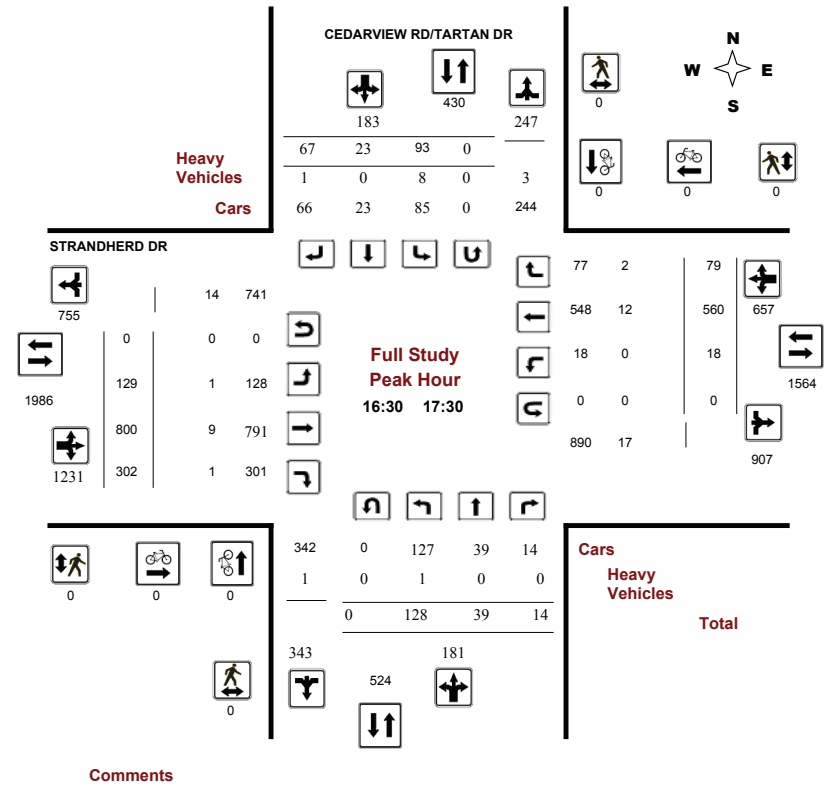 CEDARVIEW RD/TARTAN DR
N
W E
S
430
0
183 247
67 23 93 0
Heavy
Vehicles
1 0 8 0 3
Cars 66 23 85 0 244
0 0 0
STRANDHERD DR
755
14 741
77 2 79
657
0 0 0
548 12 560
1986
129 1 128
Full Study
Peak Hour
16:30 17:30
18 0 18
1564
800 9 791
0 0 0
1231
302 1 301
890 17
907
342 0 127 39 14
Cars
1 0 1 0 0
Heavy
Vehicles
0 0 0
0 128 39 14
Total
343 181
524
0
Comments